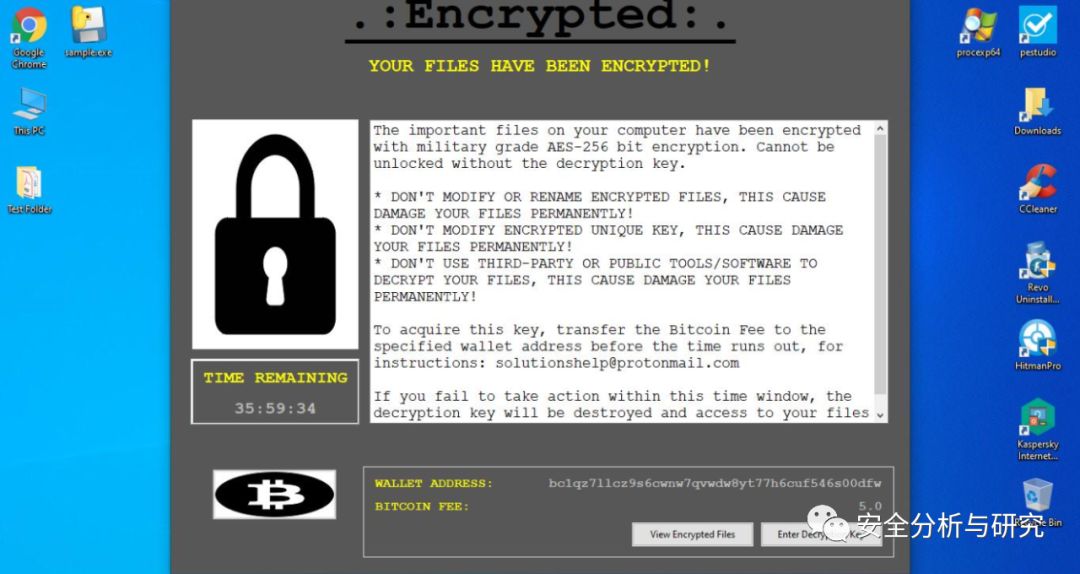 .:Encrypted:.
YOUR FILES HAVE BEEN ENCRYPTED!
Google
Chrome
sample.exe
This PC
Test Folder
The important files on your computer have been encrypted
with military grade AES-256 bit encryption. Cannot be
unlocked without the decryption key.
* DON'T MODIFY OR RENAME ENCRYPTED FILES, THIS CAUSE
DAMAGE YOUR FILES PERMANENTLY!
* DON'T MODIFY ENCRYPTED UNIQUE KEY, THIS CAUSE DAMAGE
YOUR FILES PERMANENTLY!
* DON'T USE THIRD-PARTY OR PUBLIC TOOLS/SOFTWARE TO
DECRYPT YOUR FILES, THIS CAUSE DAMAGE YOUR FILES
PERMANENTLY!
To acquire this key, transfer the Bitcoin Fee to the
specified wallet address before the time runs out, for
instructions: solutionshelp@protonmail.com
If you fail to take action within this time window, the
decryption key will be destroyed and access to your files
TIME REMAINING
35:59:34
WALLET ADDRESS:
BITCOIN FEE: 5.0
View Encrypted Files
Enter Decryp Key
procexp64
pestudio
Downloads
CCleaner
Revo
Uninstall...
HitmanPro
Kaspersky
Internet...
Bin
安全分析与研究